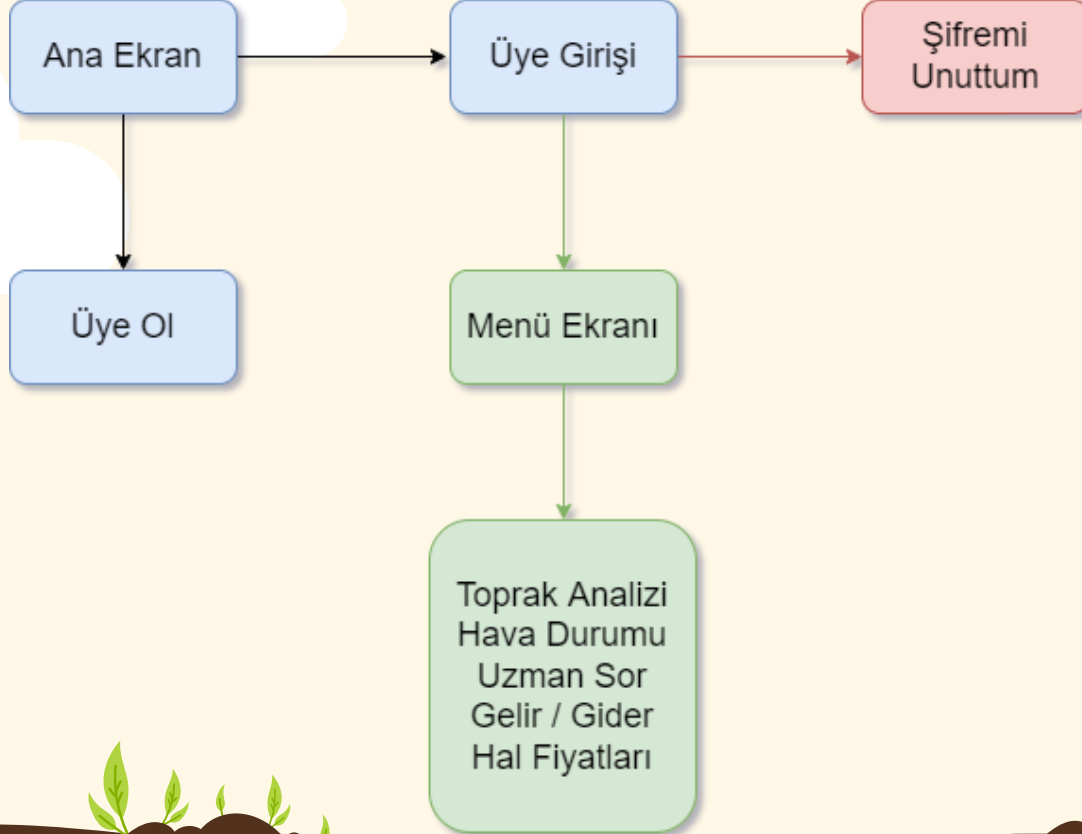 Ana Ekran
Üye Girişi
Şifremi
Unuttum
Üye Ol
Menü Ekranı
Toprak Analizi
Hava Durumu
Uzman Sor
Gelir / Gider
Hal Fiyatları